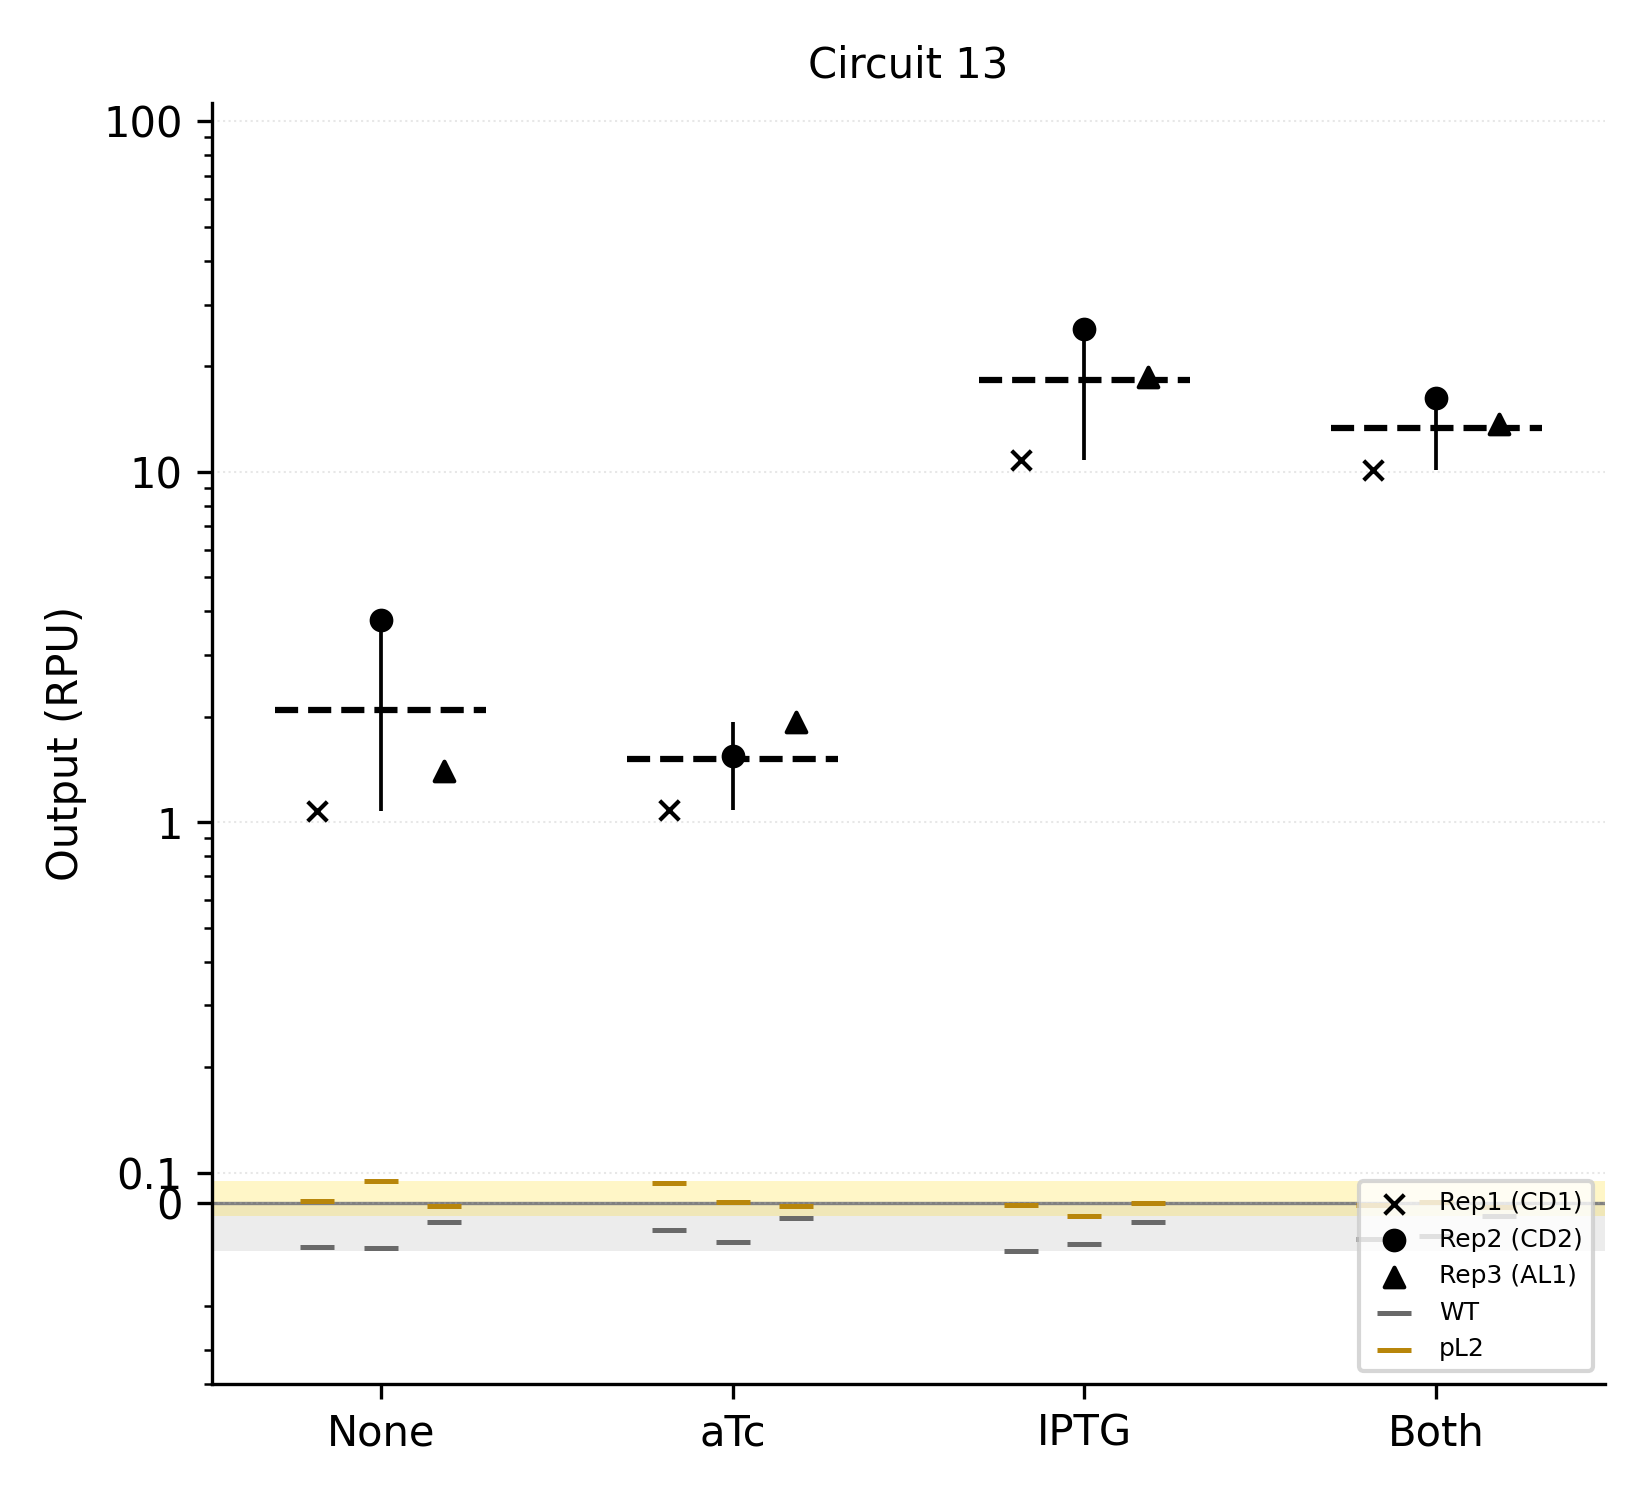 Circuit 13
100
10
1
0.1
0
Output (RPU)
None
aTc
IPTG
Both
Rep1 (CD1)
Rep2 (CD2)
Rep3 (AL1)
WT
pL2